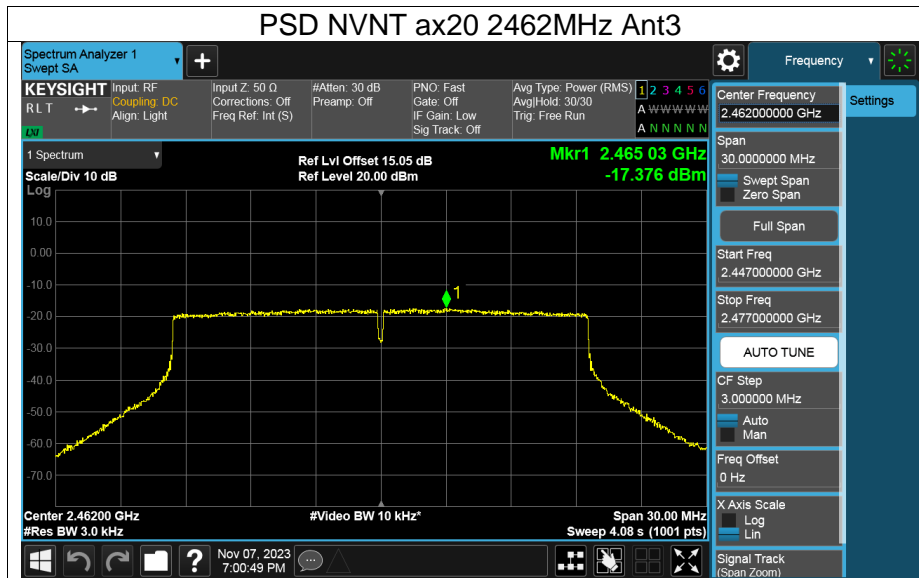 PSD NVNT ax20 2462MHz Ant3
Spectrum Analyzer 1
Swept SA
+
Frequency
KEYSIGHT
Input: RF
Input Z: 50 Ω
#Atten: 30 dB
PNO: Fast
Avg Type: Power (RMS)
1 2 3 4 5 6
R L T
Coupling: DC
Corrections: Off
Preamp: Off
Gate: Off
Avg|Hold: 30/30
A W W W W W
Align: Light
Freq Ref: Int (S)
IF Gain: Low
Trig: Free Run
Sig Track: Off
A N N N N N
LXI
1 Spectrum
Scale/Div 10 dB
Ref Lvl Offset 15.05 dB
Ref Level 20.00 dBm
Mkr1 2.465 03 GHz
-17.376 dBm
Log
10.0
0.00
-10.0
-20.0
-30.0
-40.0
-50.0
-60.0
-70.0
1
Center 2.46200 GHz
#Video BW 10 kHz*
Span 30.00 MHz
#Res BW 3.0 kHz
Sweep 4.08 s (1001 pts)
Center Frequency
2.462000000 GHz
Settings
Span
30.0000000 MHz
Swept Span
Zero Span
Full Span
Start Freq
2.447000000 GHz
Stop Freq
2.477000000 GHz
AUTO TUNE
CF Step
3.000000 MHz
Auto
Man
Freq Offset
0 Hz
X Axis Scale
Log
Lin
Signal Track
(Span Zoom)
?
Nov 07, 2023
7:00:49 PM